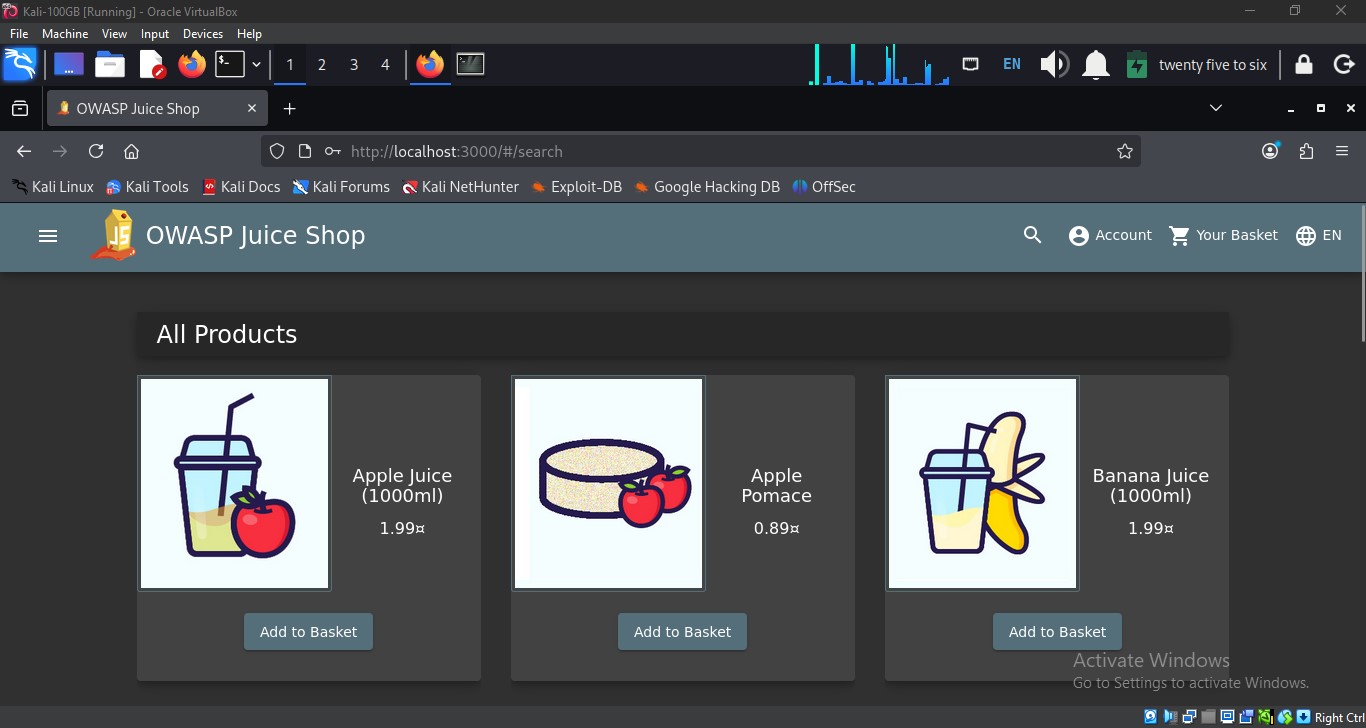 Kali-100GB [Running] - Oracle VirtualBox
File Machine View Input Devices Help
1 2 3 4 EN twenty five to six
OWASP Juice Shop
http://localhost:3000/#/search
Kali Linux Kali Tools Kali Docs Kali Forums Kali NetHunter Exploit-DB Google Hacking DB OffSec
JS OWASP Juice Shop Account Your Basket EN
All Products
Apple Juice
(1000ml)
1.99¤
Add to Basket
Apple
Pomace
0.89¤
Add to Basket
Banana Juice
(1000ml)
1.99¤
Add to Basket
Activate Windows
Go to Settings to activate Windows.
Right Ctrl